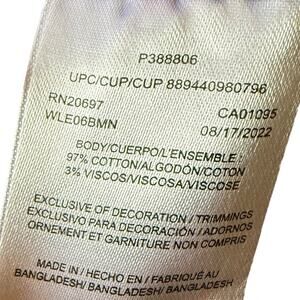 P388806
UPC/CUP/CUP 889440980796
RN20697 CA01095
WLE06BMN 08/17/2022
BODY/CUERPO/L'ENSEMBLE :
97% COTTON/ALGODÓN/COTON
3% VISCOS/VISCOSA/VISCOSE
EXCLUSIVE OF DECORATION / TRIMMINGS
EXCLUSIVO PARA DECORACIÓN / ADORNOS
ORNEMENT ET GARNITURE NON COMPRIS
MADE IN / HECHO EN / FABRIQUÉ AU
BANGLADESH/ BANGLADESH/ BANGLADESH